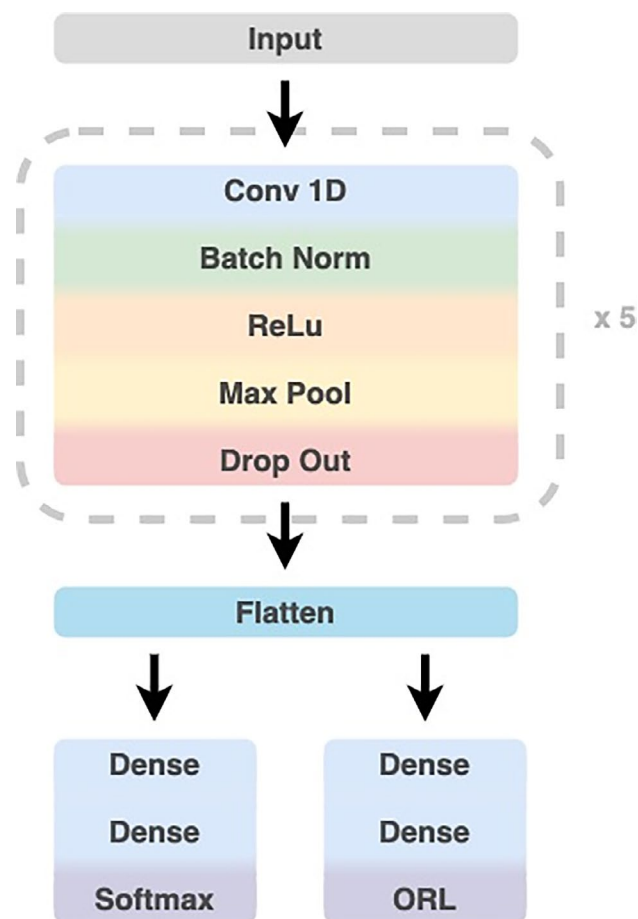 Input
Conv 1D
Batch Norm
ReLu
Max Pool
Drop Out
x 5
Flatten
Dense
Dense
Softmax
Dense
Dense
ORL